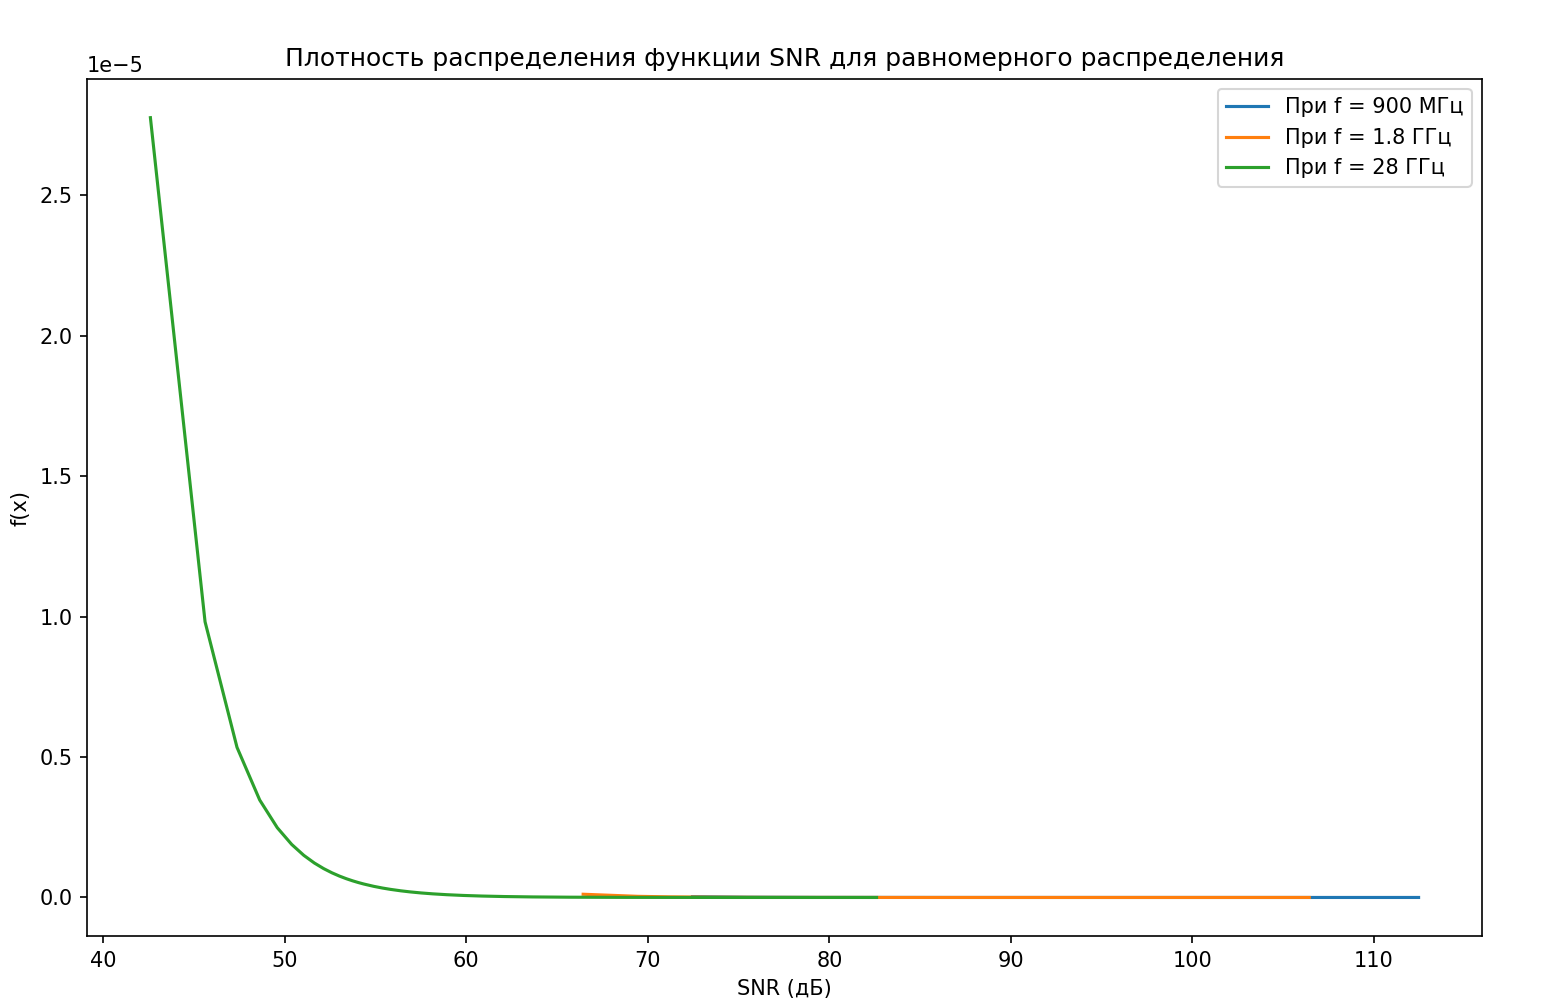 Плотность распределения функции SNR для равномерного распределения
1e−5
При f = 900 МГц
При f = 1.8 ГГц
При f = 28 ГГц
2.5
2.0
1.5
1.0
0.5
0.0
f(x)
40 50 60 70 80 90 100 110
SNR (дБ)